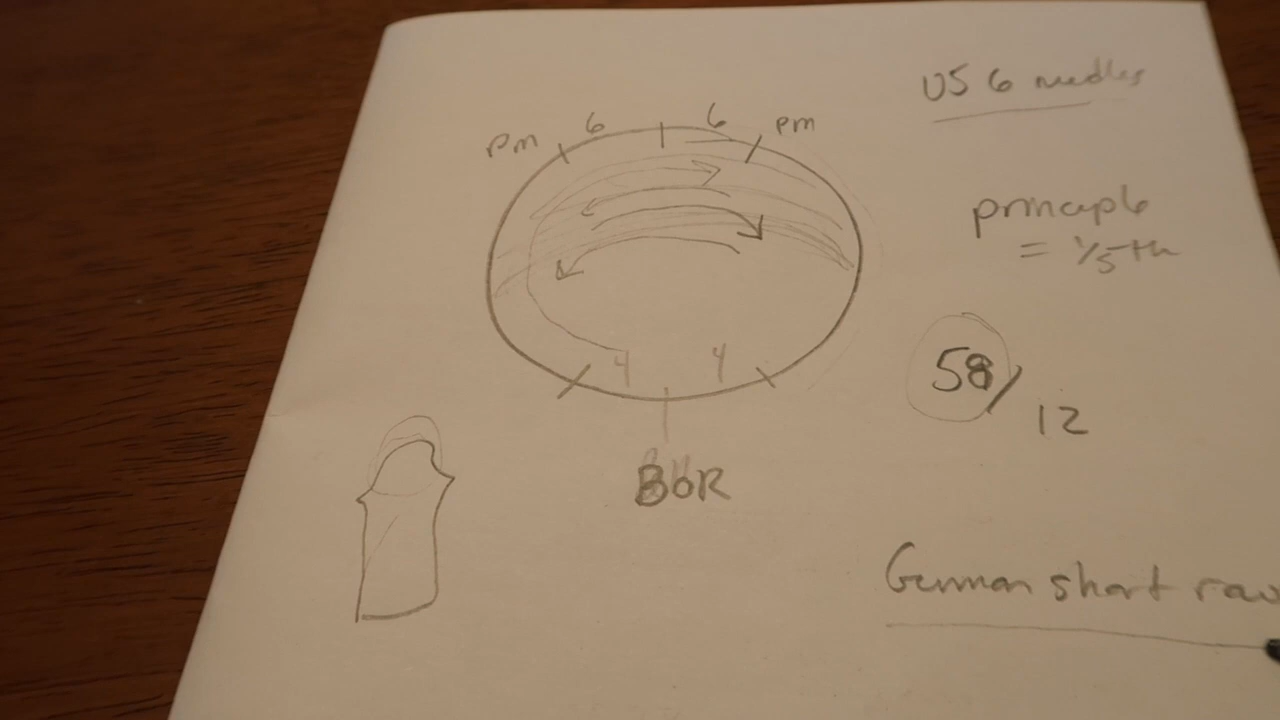 US 6 needles
pm 6 6 pm
principle
= 1/5th
4 4
58/12
BOR
German short row